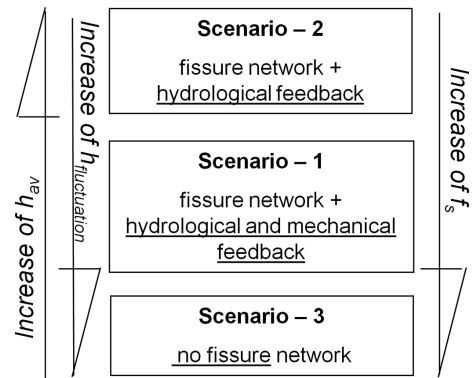 Increase of h_av
Increase of h_fluctuation
Scenario – 2
fissure network +
hydrological feedback
Scenario – 1
fissure network +
hydrological and mechanical
feedback
Scenario – 3
no fissure network
Increase of f_s